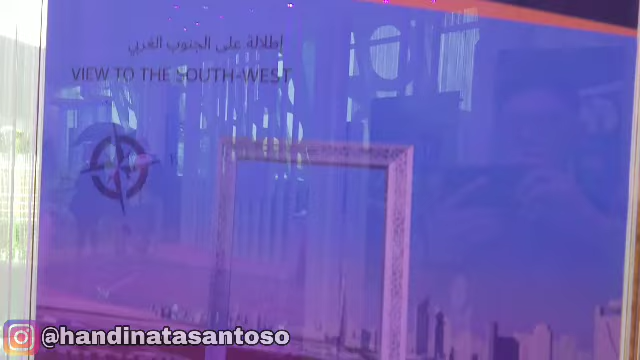 إطلالة على الجنوب الغربي
VIEW TO THE SOUTH-WEST
@handinatasantoso